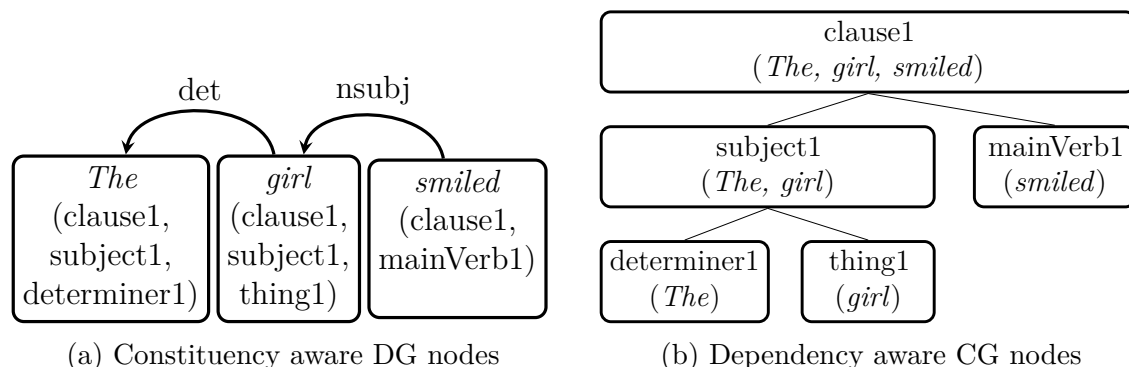 det
nsubj
The
(clause1,
subject1,
determiner1)
girl
(clause1,
subject1,
thing1)
smiled
(clause1,
mainVerb1)
(a) Constituency aware DG nodes
clause1
(The, girl, smiled)
subject1
(The, girl)
mainVerb1
(smiled)
determiner1
(The)
thing1
(girl)
(b) Dependency aware CG nodes